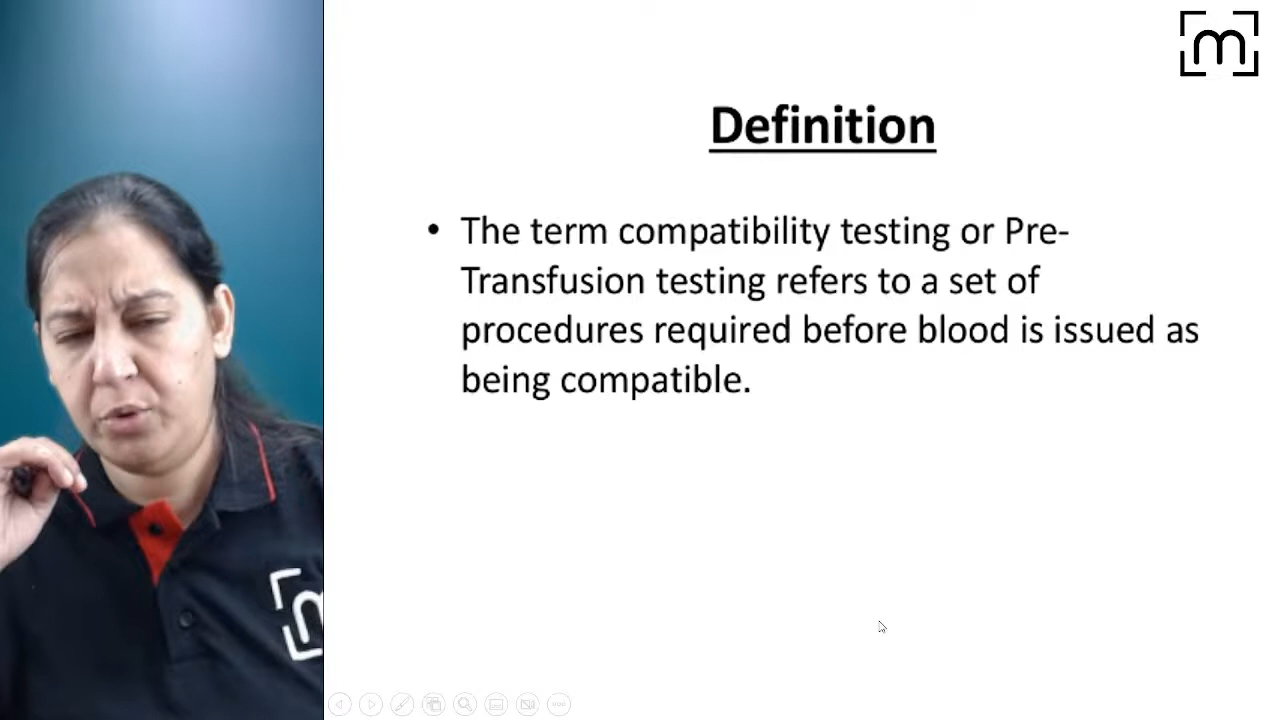 m
Definition
• The term compatibility testing or Pre-
Transfusion testing refers to a set of
procedures required before blood is issued as
being compatible.
m